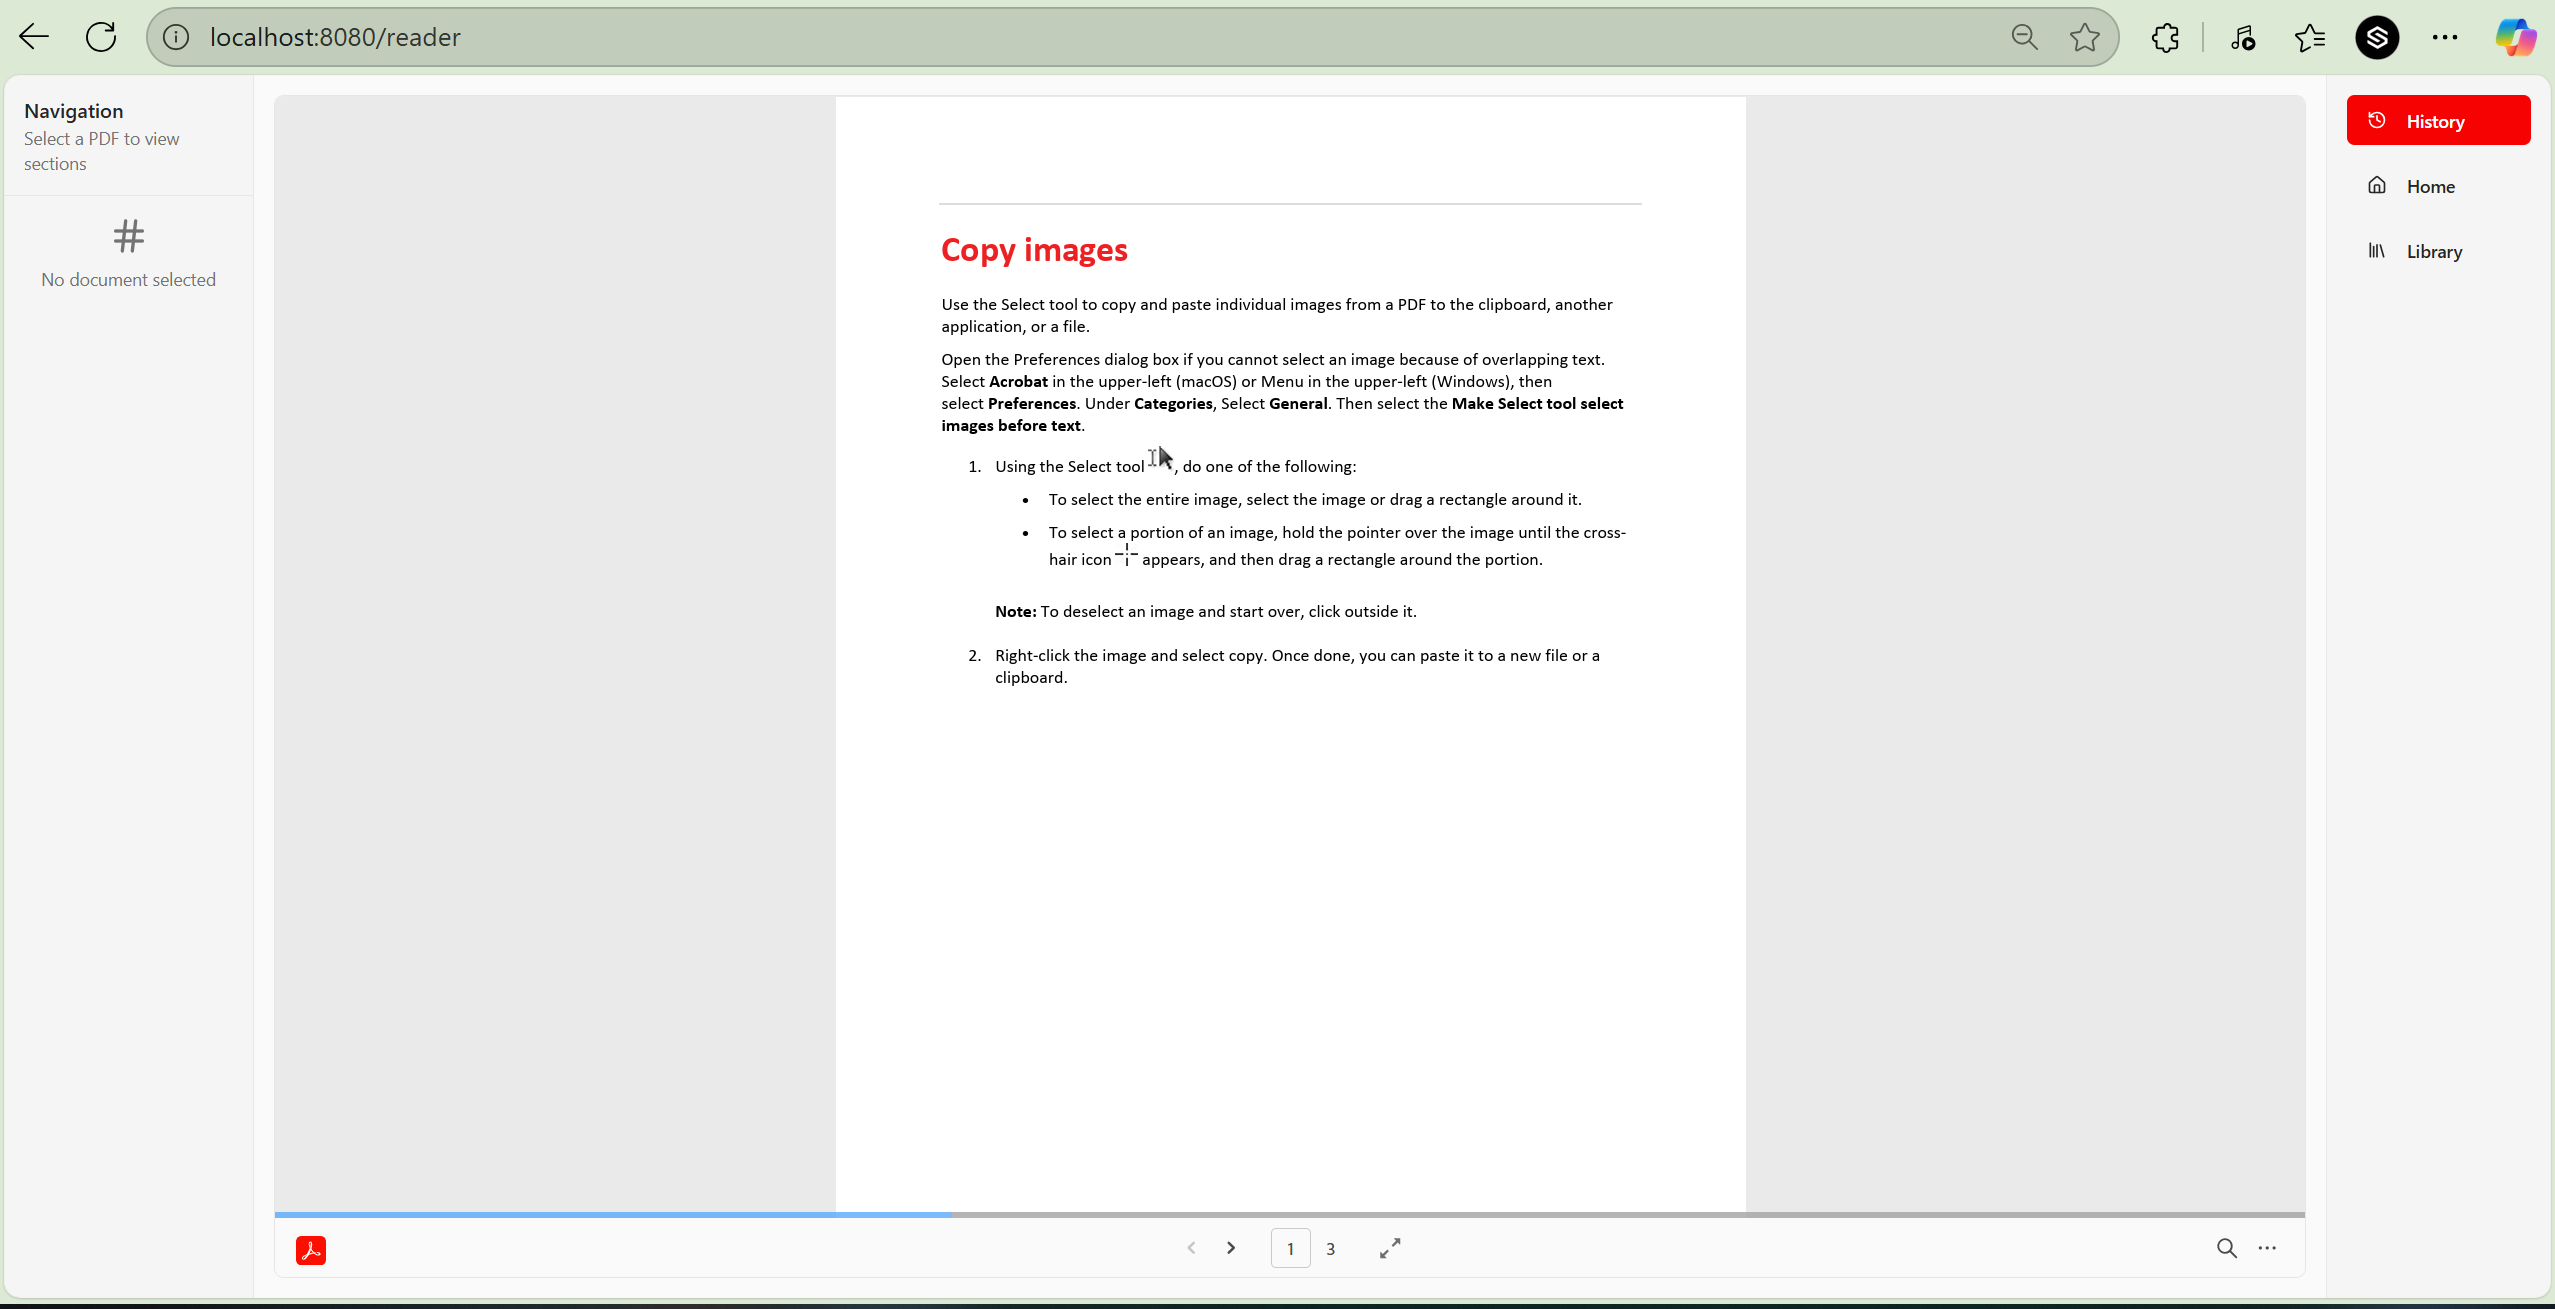 localhost:8080/reader
Navigation
Select a PDF to view
sections
No document selected
Copy images
Use the Select tool to copy and paste individual images from a PDF to the clipboard, another
application, or a file.
Open the Preferences dialog box if you cannot select an image because of overlapping text.
Select Acrobat in the upper-left (macOS) or Menu in the upper-left (Windows), then
select Preferences. Under Categories, Select General. Then select the Make Select tool select
images before text.
1. Using the Select tool , do one of the following:
• To select the entire image, select the image or drag a rectangle around it.
• To select a portion of an image, hold the pointer over the image until the cross-
hair icon appears, and then drag a rectangle around the portion.
Note: To deselect an image and start over, click outside it.
2. Right-click the image and select copy. Once done, you can paste it to a new file or a
clipboard.
1 3
History
Home
Library